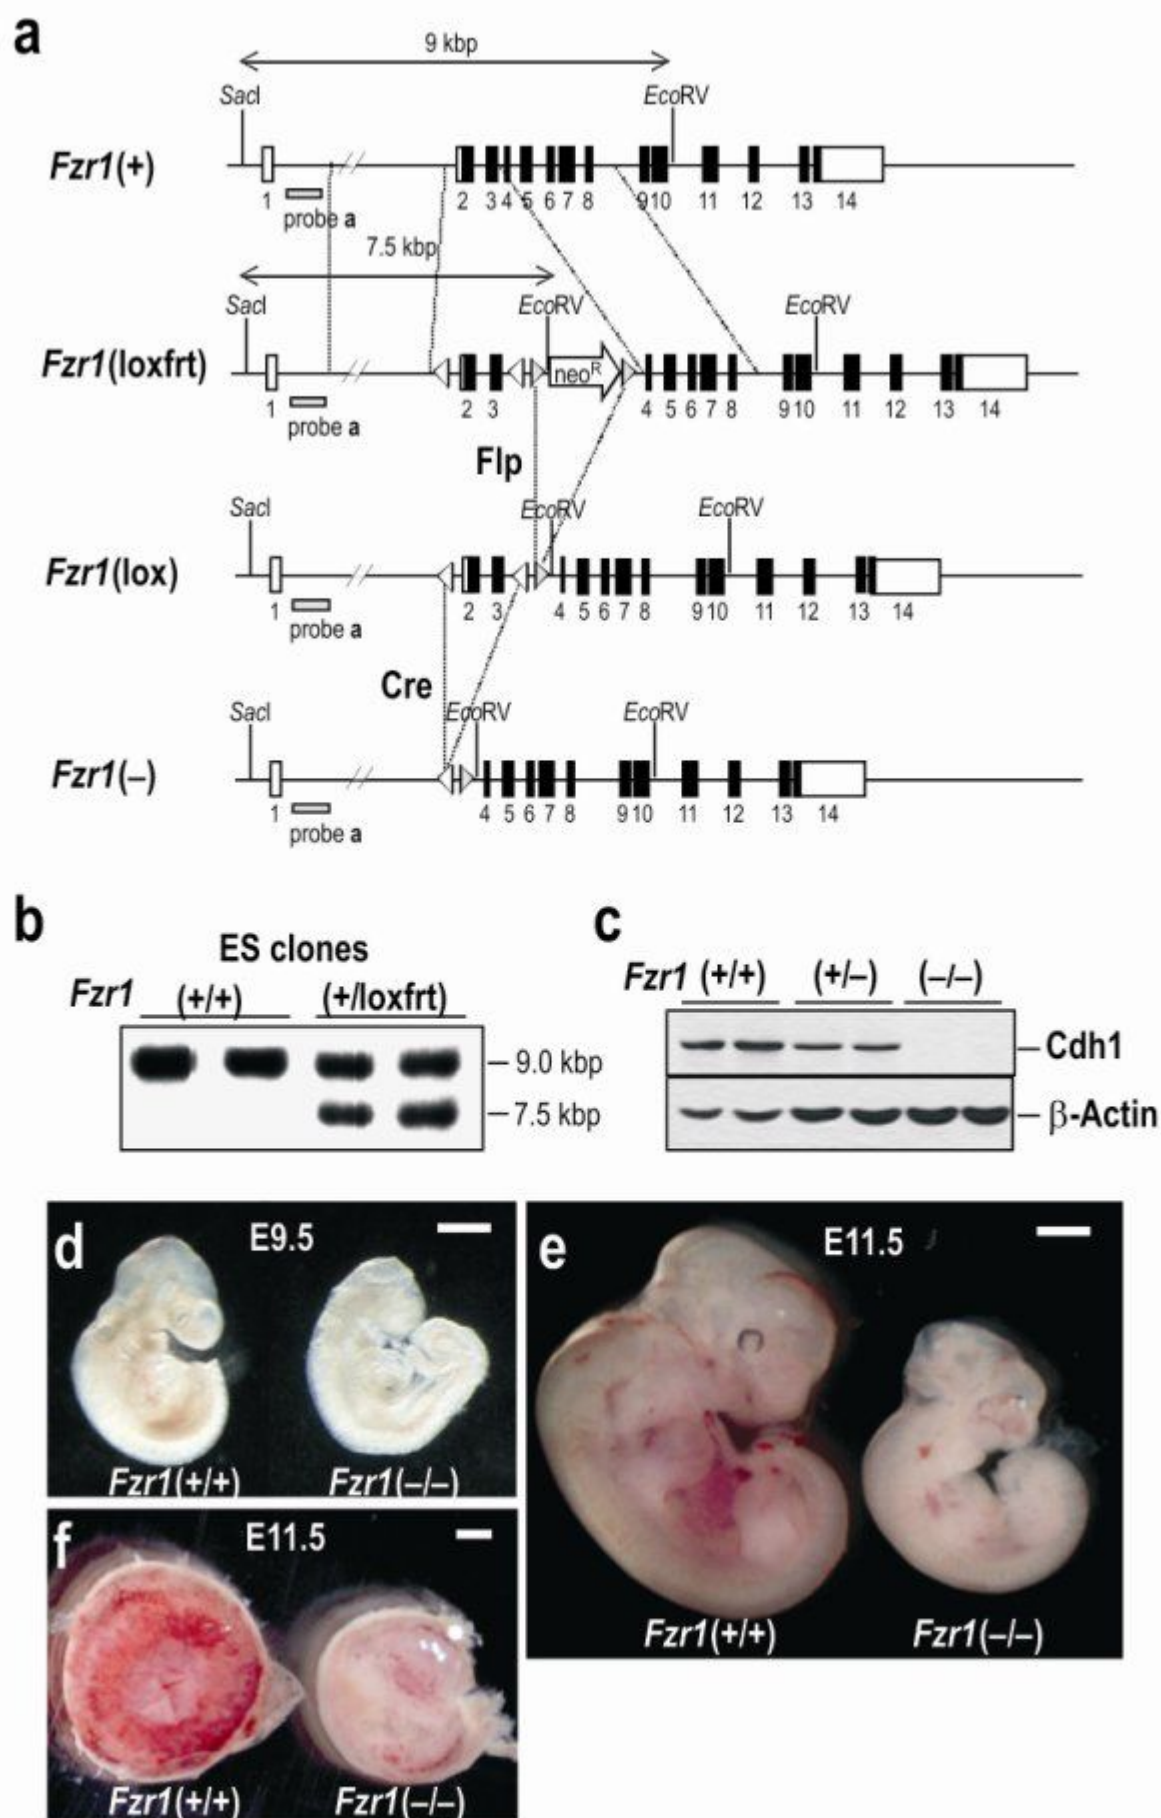 a
9 kbp
SacI
EcoRV
Fzr1(+)
1
2 3 4 5 6 7 8 9 10 11 12 13 14
probe a
7.5 kbp
SacI
EcoRV
EcoRV
Fzr1(loxfrt)
neoR
1
2 3 4 5 6 7 8 9 10 11 12 13 14
probe a
Flp
SacI
EcoRV
EcoRV
Fzr1(lox)
1
2 3 4 5 6 7 8 9 10 11 12 13 14
probe a
Cre
SacI
EcoRV
EcoRV
Fzr1(–)
1
4 5 6 7 8 9 10 11 12 13 14
probe a
b
ES clones
Fzr1 (+/+) (+/loxfrt)
9.0 kbp
7.5 kbp
c
Fzr1 (+/+) (+/–) (–/–)
Cdh1
β-Actin
d
E9.5
Fzr1(+/+) Fzr1(–/–)
e
E11.5
Fzr1(+/+) Fzr1(–/–)
f
E11.5
Fzr1(+/+) Fzr1(–/–)